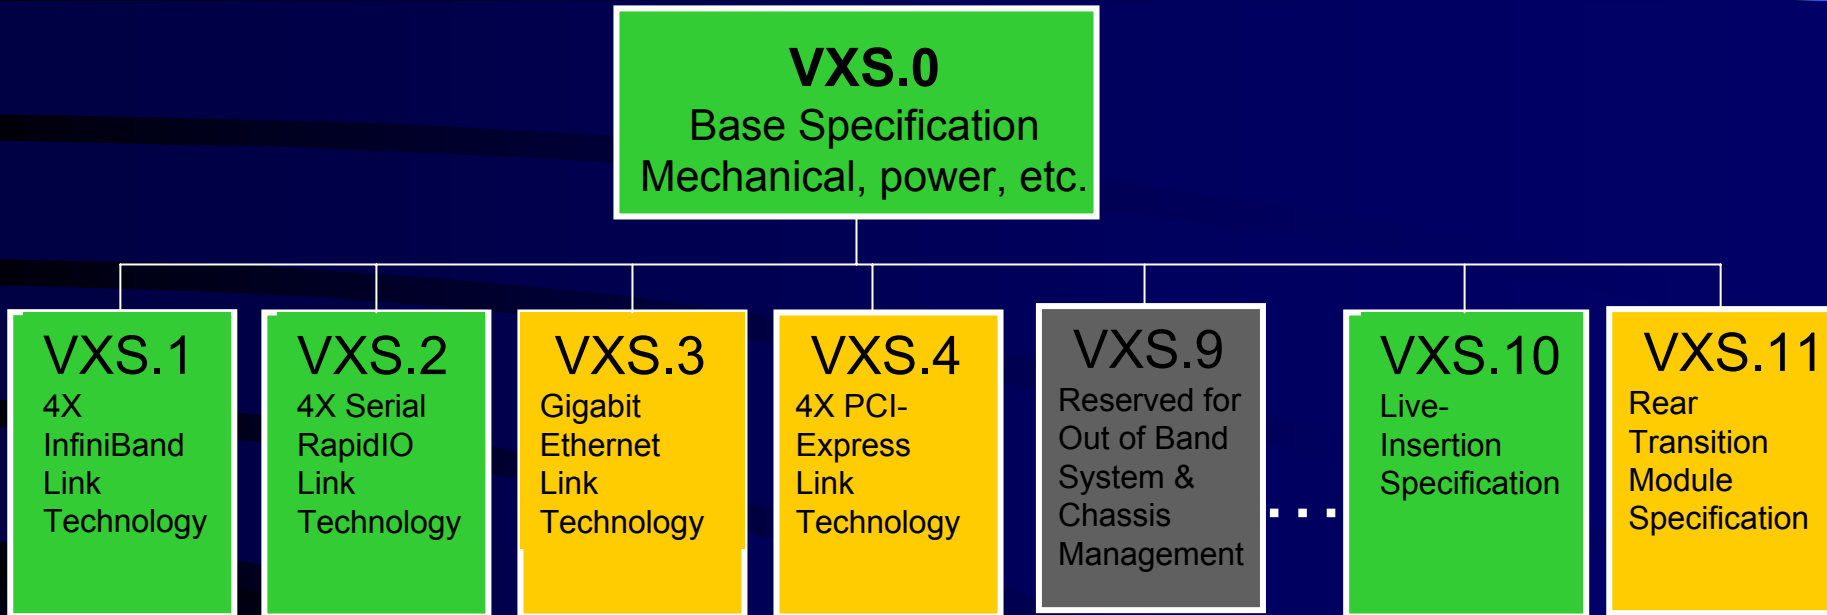 VXS.0
Base Specification
Mechanical, power, etc.
VXS.1
4X
InfiniBand
Link
Technology
VXS.2
4X Serial
RapidIO
Link
Technology
VXS.3
Gigabit
Ethernet
Link
Technology
VXS.4
4X PCI-
Express
Link
Technology
VXS.9
Reserved for
Out of Band
System &
Chassis
Management
...
VXS.10
Live-
Insertion
Specification
VXS.11
Rear
Transition
Module
Specification